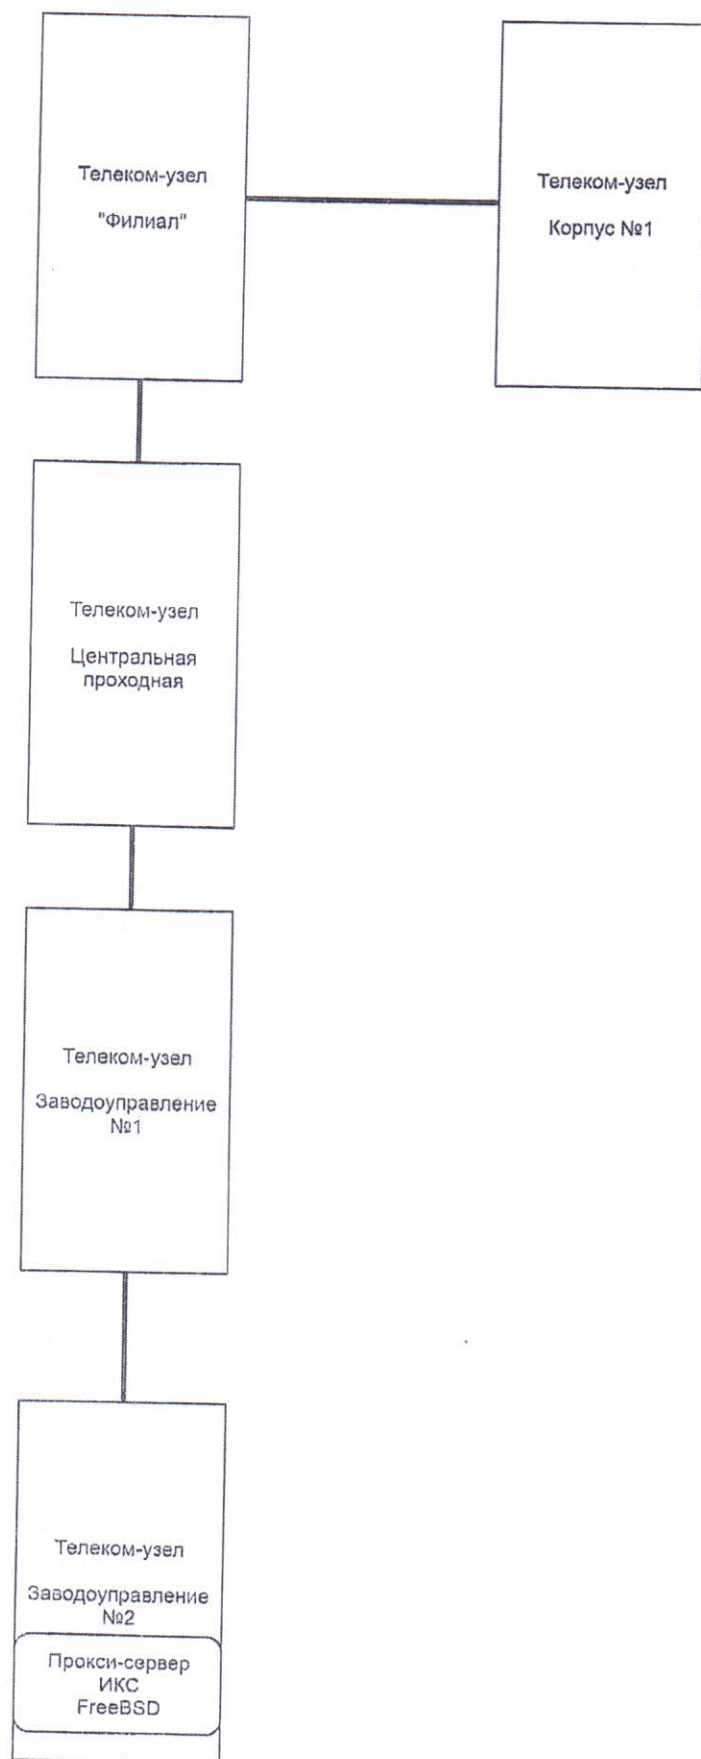 Телеком-узел
"Филиал"
Телеком-узел
Корпус №1
Телеком-узел
Центральная
проходная
Телеком-узел
Заводоуправление
№1
Телеком-узел
Заводоуправление
№2
Прокси-сервер
ИКС
FreeBSD